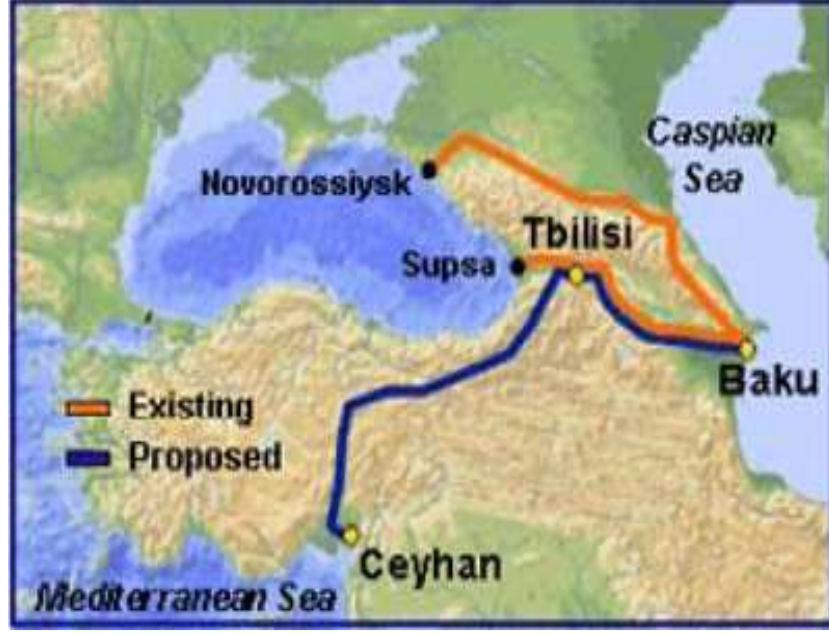 Caspian
Sea
Novorossiysk
Tbilisi
Supsa
Baku
Existing
Proposed
Ceyhan
Mediterranean Sea